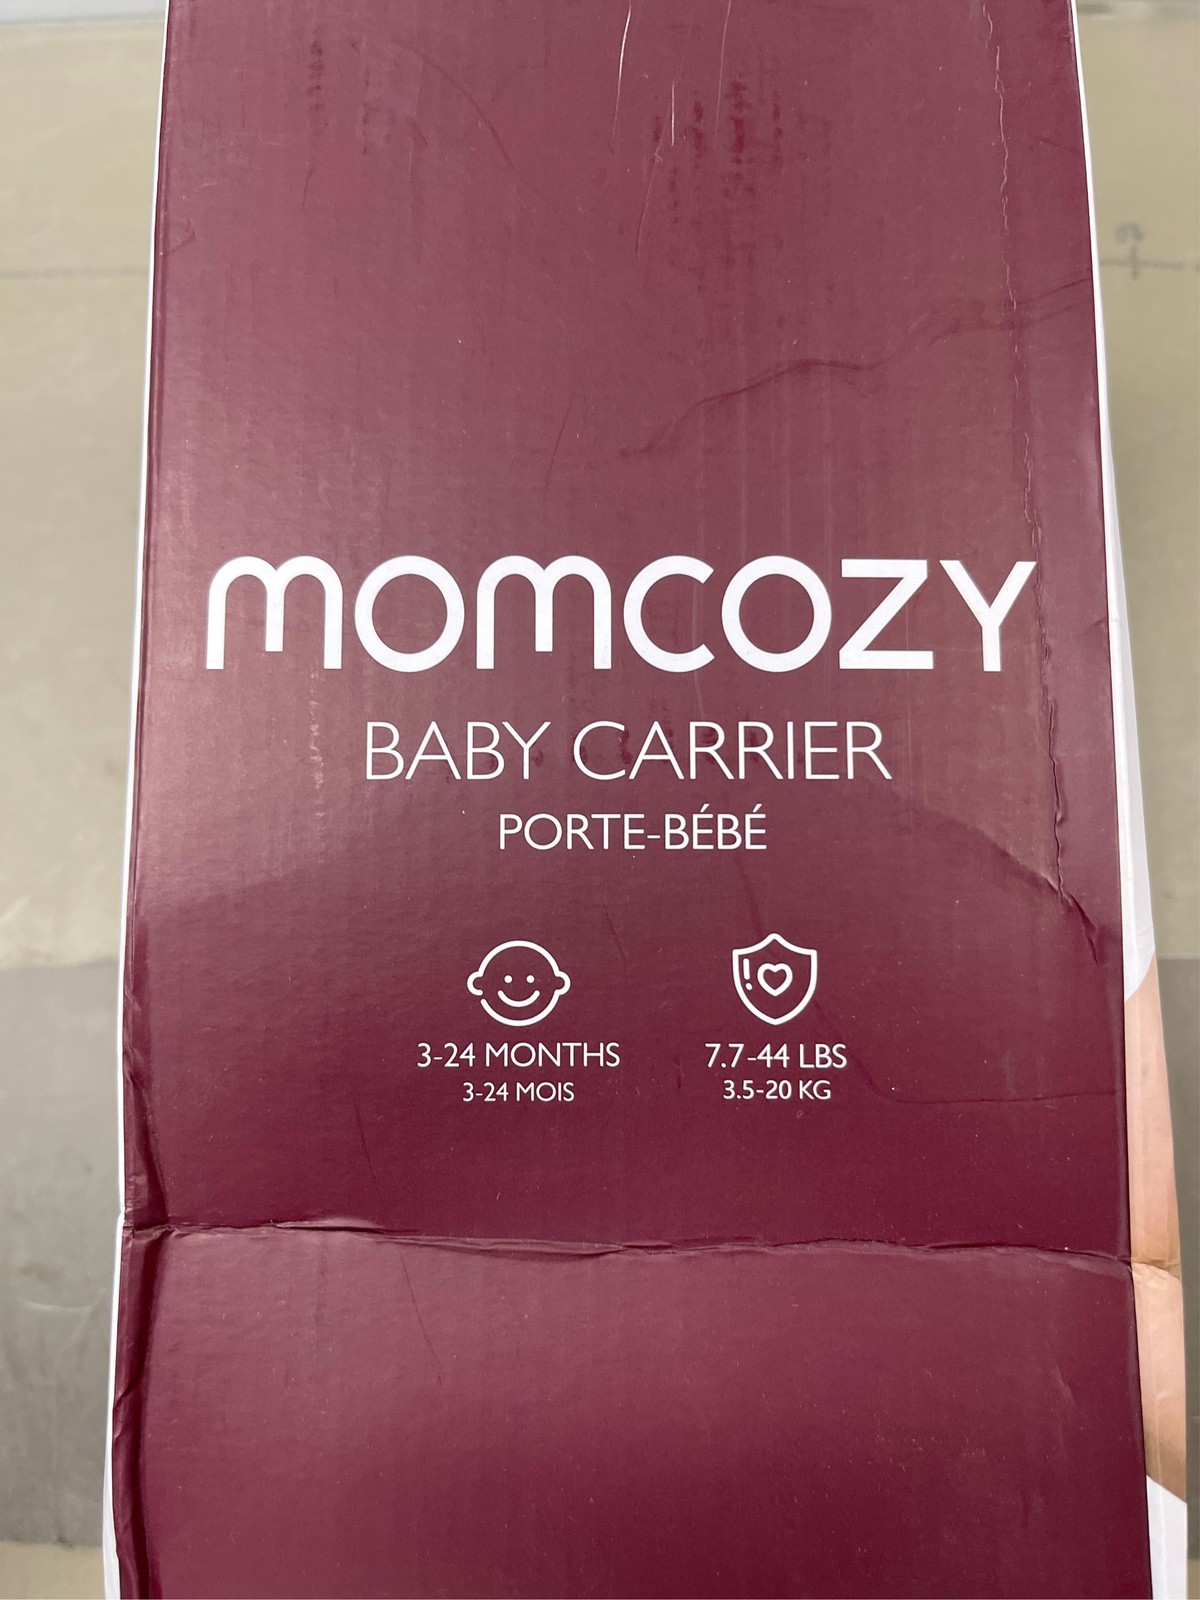 momcozy
BABY CARRIER
PORTE-BÉBÉ
3-24 MONTHS
3-24 MOIS
7.7-44 LBS
3.5-20 KG